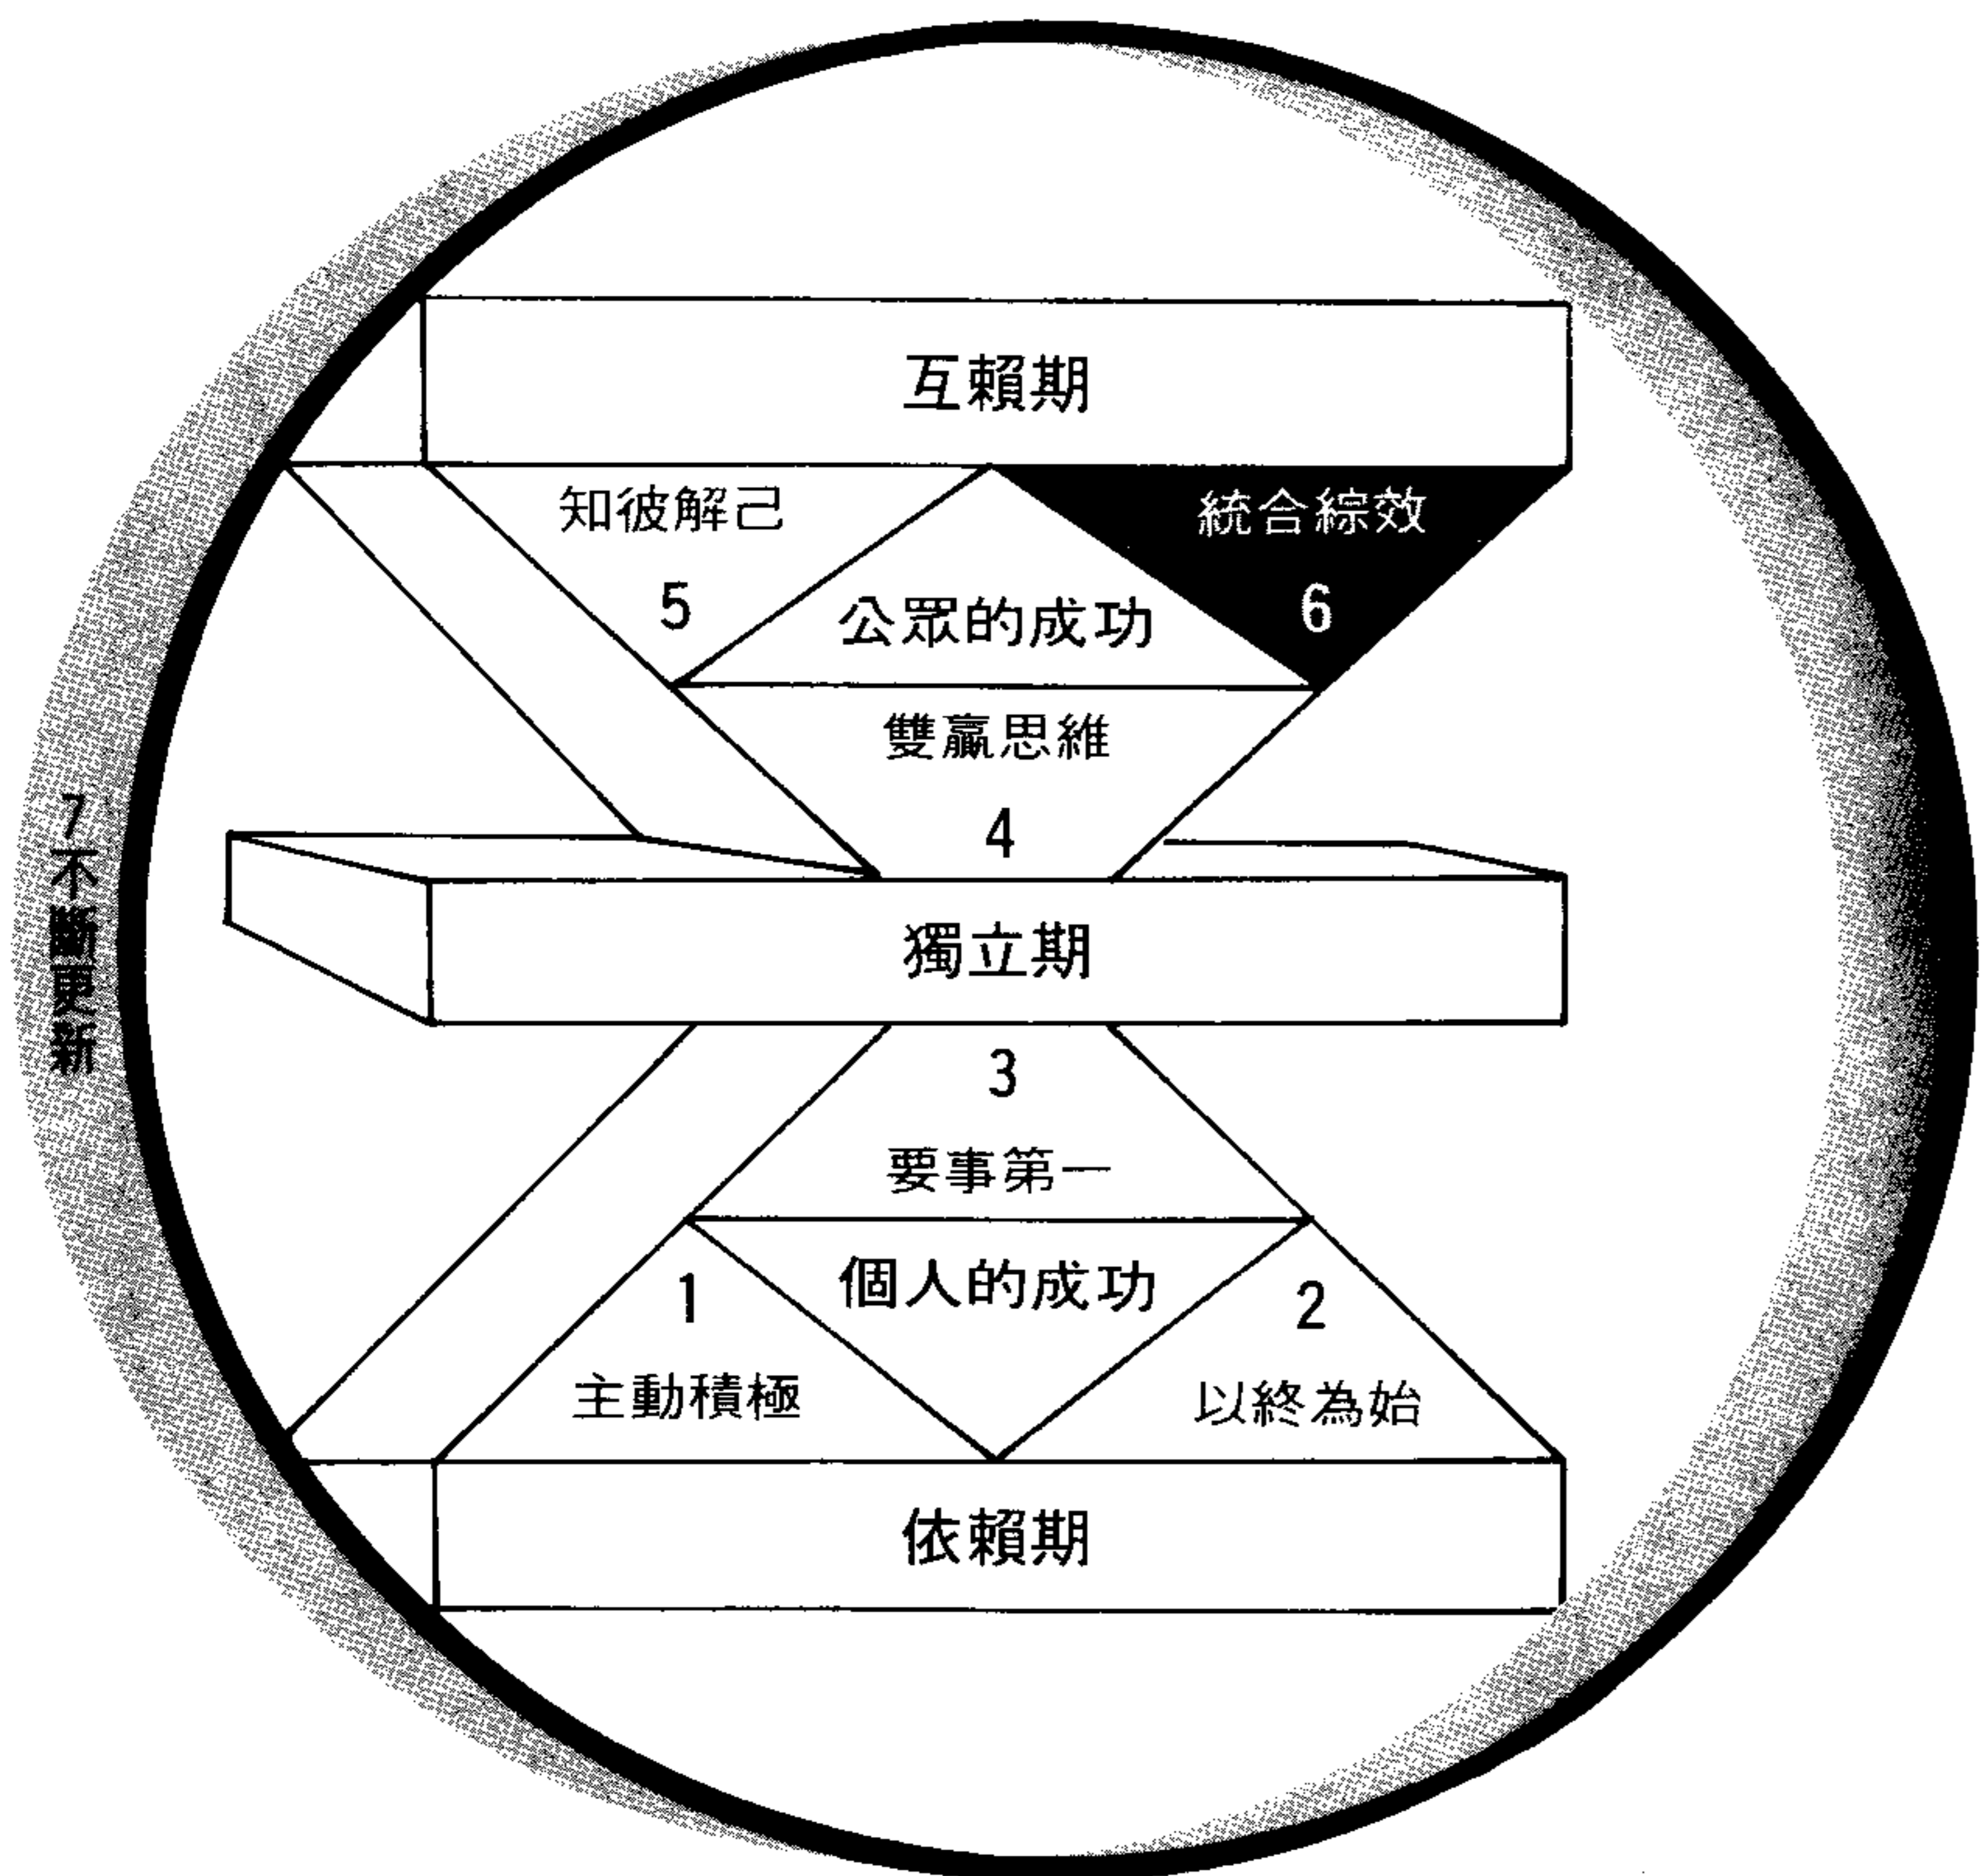 互賴期
知彼解己
統合綜效
5
公眾的成功
6
雙贏思維
4
7不斷更新
獨立期
3
要事第一
個人的成功
1
2
主動積極
以終為始
依賴期